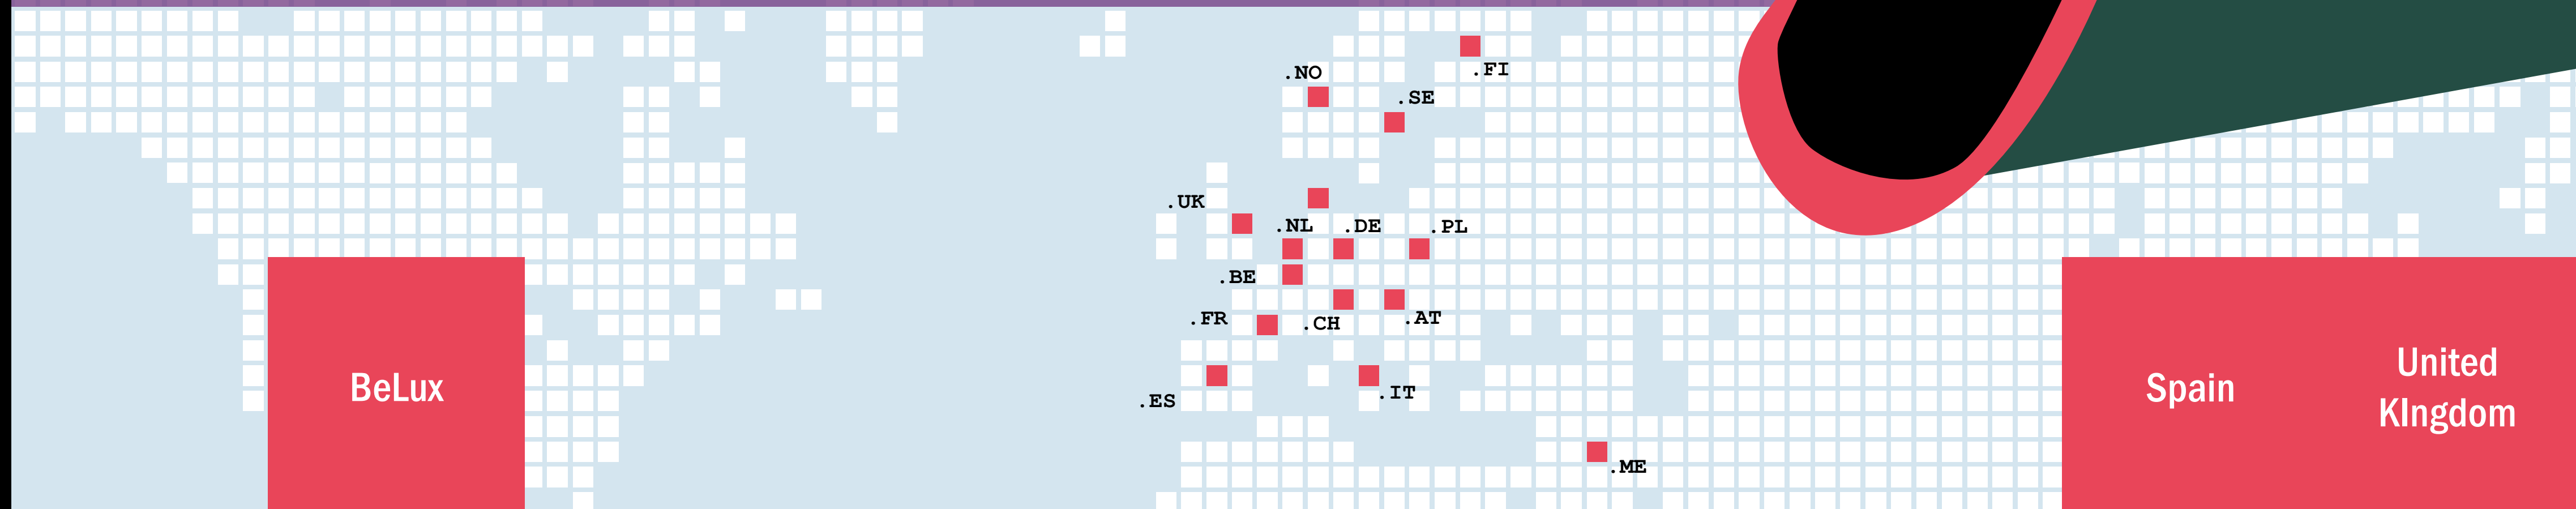 .NO
.FI
.SE
.UK
.NL
.DE
.PL
.BE
.FR
.CH
.AT
.IT
.ES
.ME
BeLux
Spain
United
KIngdom